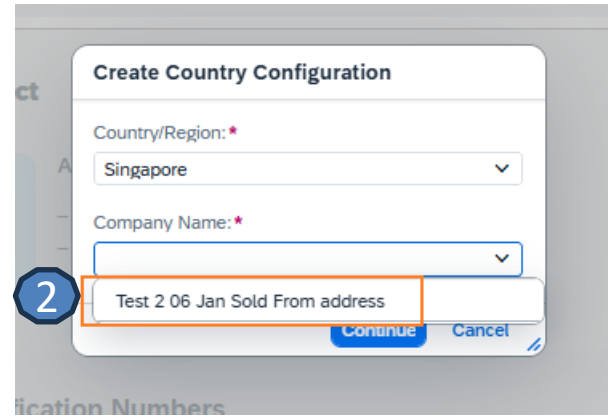 Create Country Configuration
ct
Country/Region:*
A
Singapore
Company Name:*
2
Test 2 06 Jan Sold From address
Continue
Cancel
ification Numbers